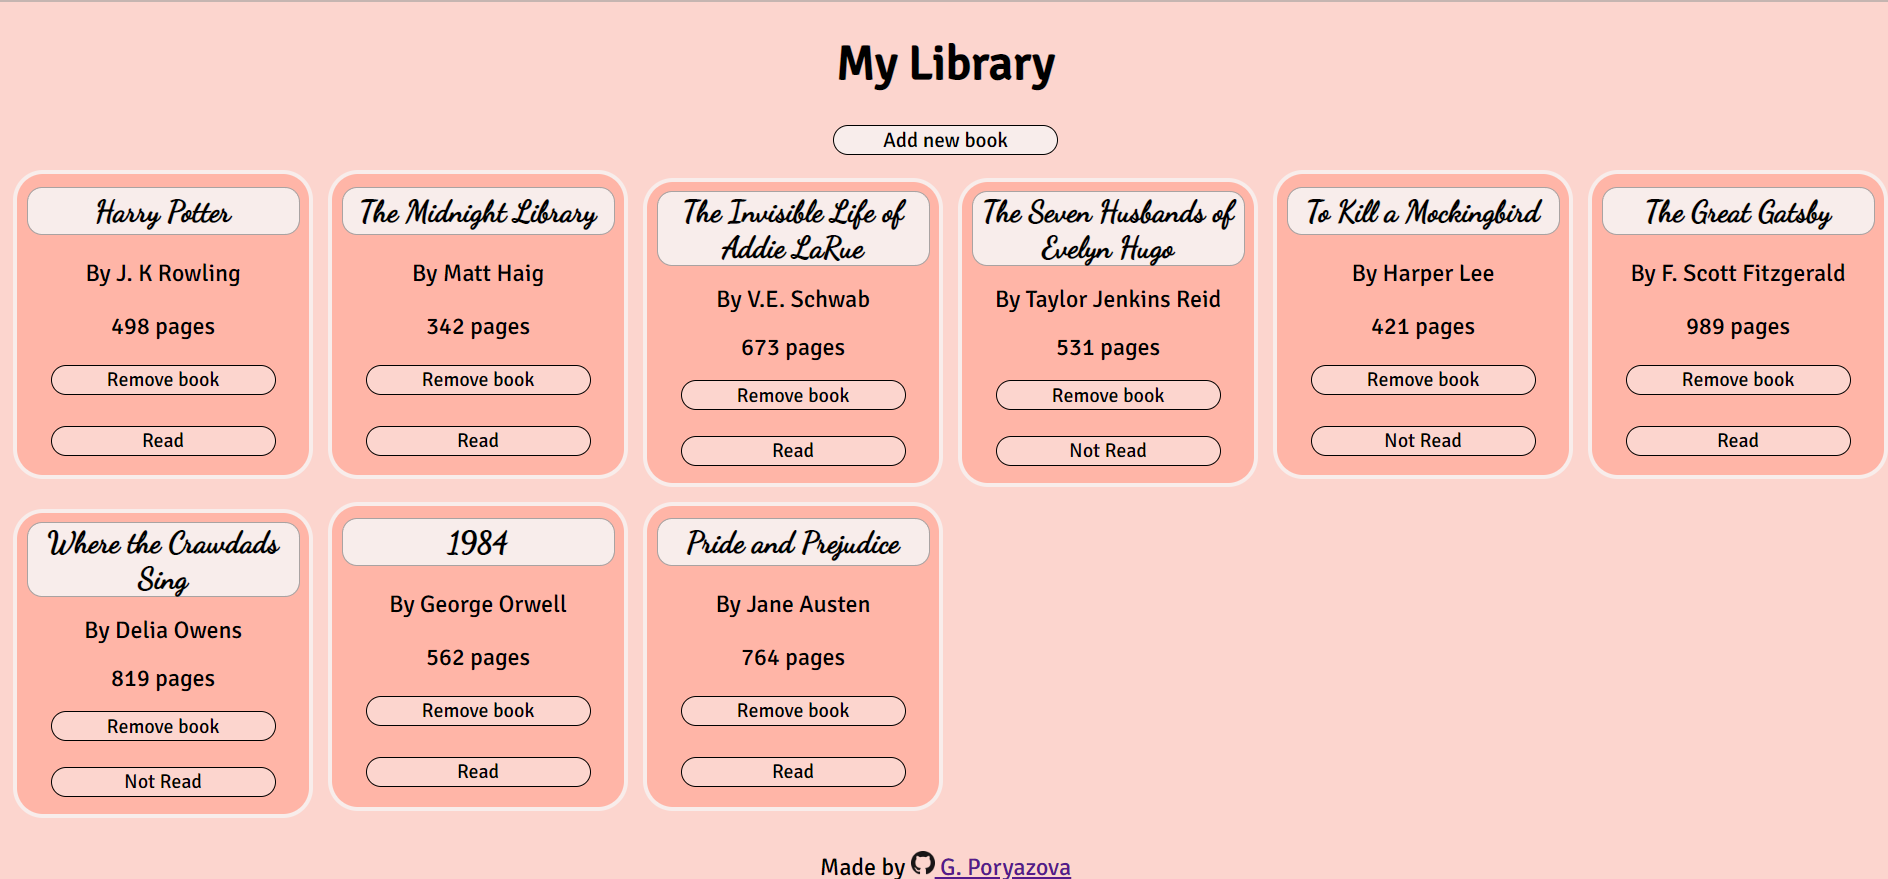 My Library
Add new book
Harry Potter
By J. K Rowling
498 pages
Remove book
Read
The Midnight Library
By Matt Haig
342 pages
Remove book
Read
The Invisible Life of
Addie LaRue
By V.E. Schwab
673 pages
Remove book
Read
The Seven Husbands of
Evelyn Hugo
By Taylor Jenkins Reid
531 pages
Remove book
Not Read
To Kill a Mockingbird
By Harper Lee
421 pages
Remove book
Not Read
The Great Gatsby
By F. Scott Fitzgerald
989 pages
Remove book
Read
Where the Crawdads
Sing
By Delia Owens
819 pages
Remove book
Not Read
1984
By George Orwell
562 pages
Remove book
Read
Pride and Prejudice
By Jane Austen
764 pages
Remove book
Read
Made by G. Poryazova